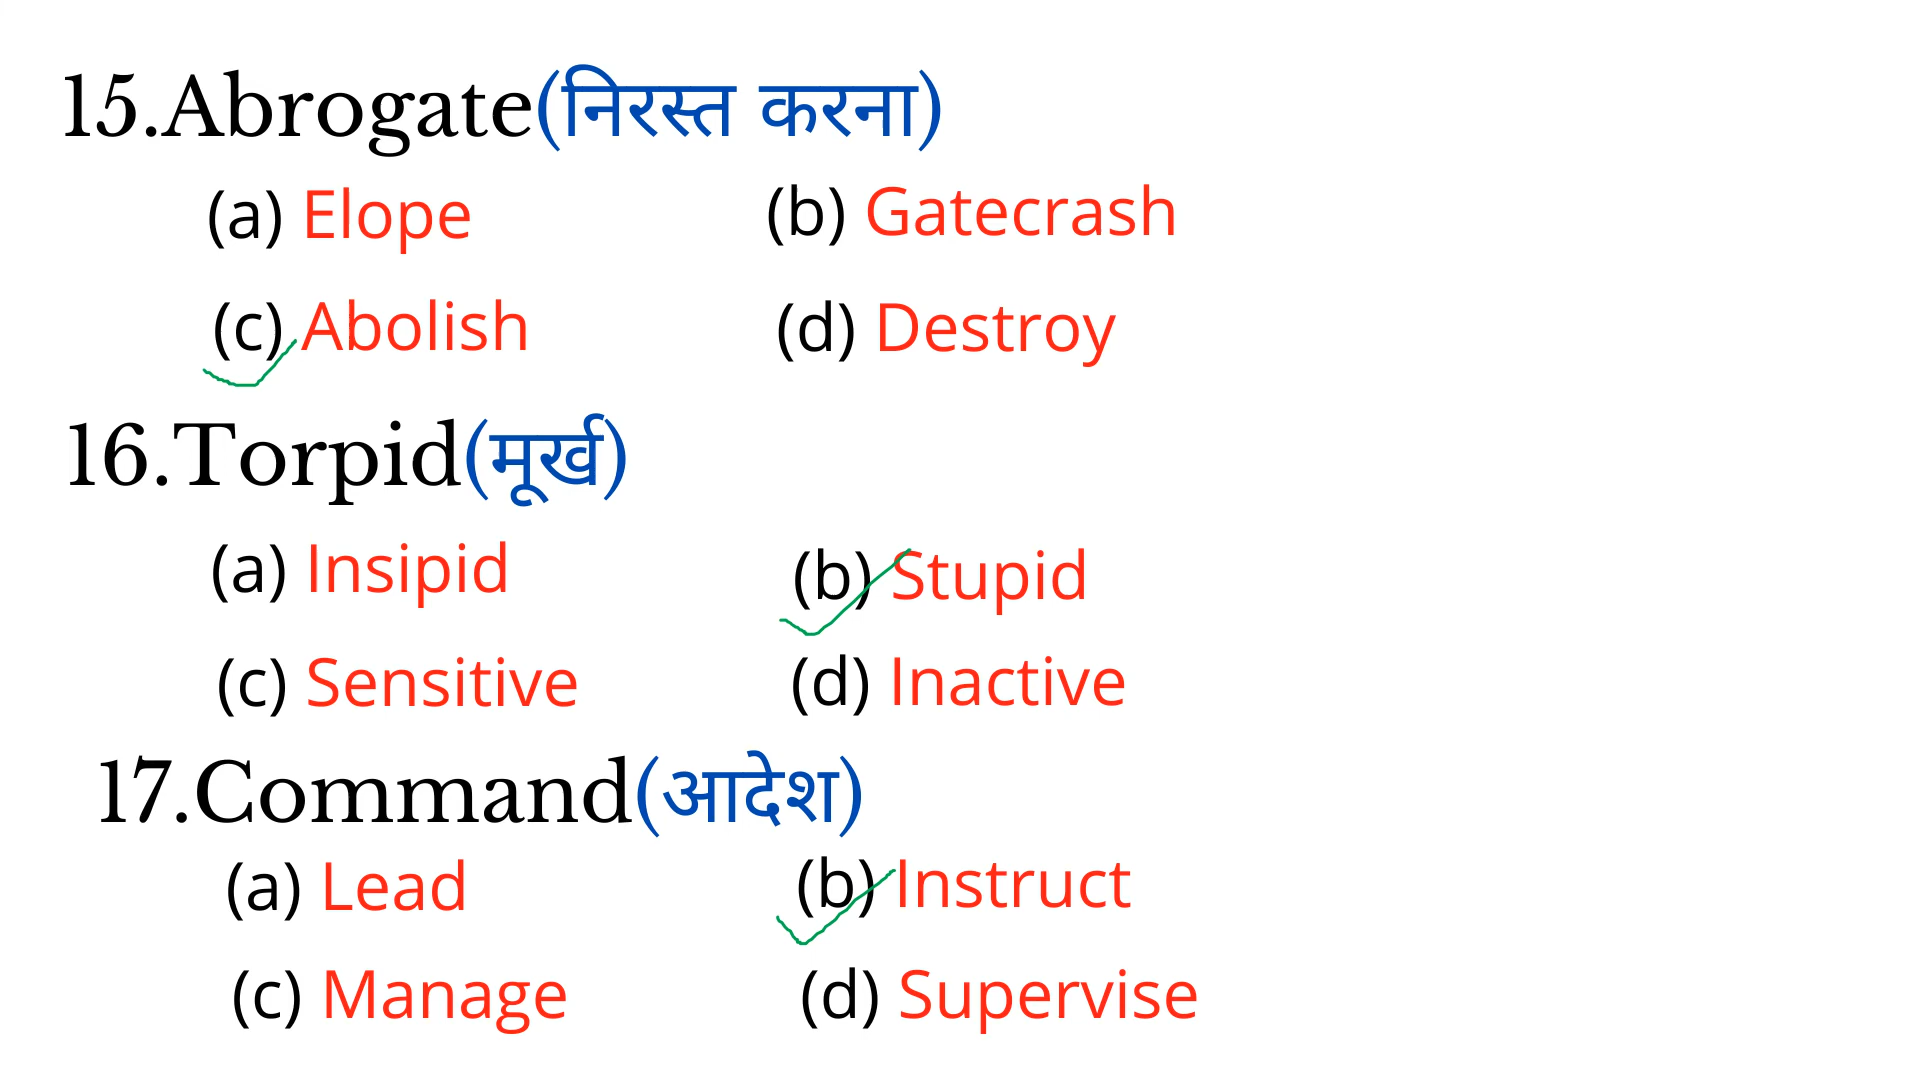 15.Abrogate(निरस्त करना)
(a) Elope (b) Gatecrash
(c) Abolish (d) Destroy
16.Torpid(मूर्ख)
(a) Insipid (b) Stupid
(c) Sensitive (d) Inactive
17.Command(आदेश)
(a) Lead (b) Instruct
(c) Manage (d) Supervise